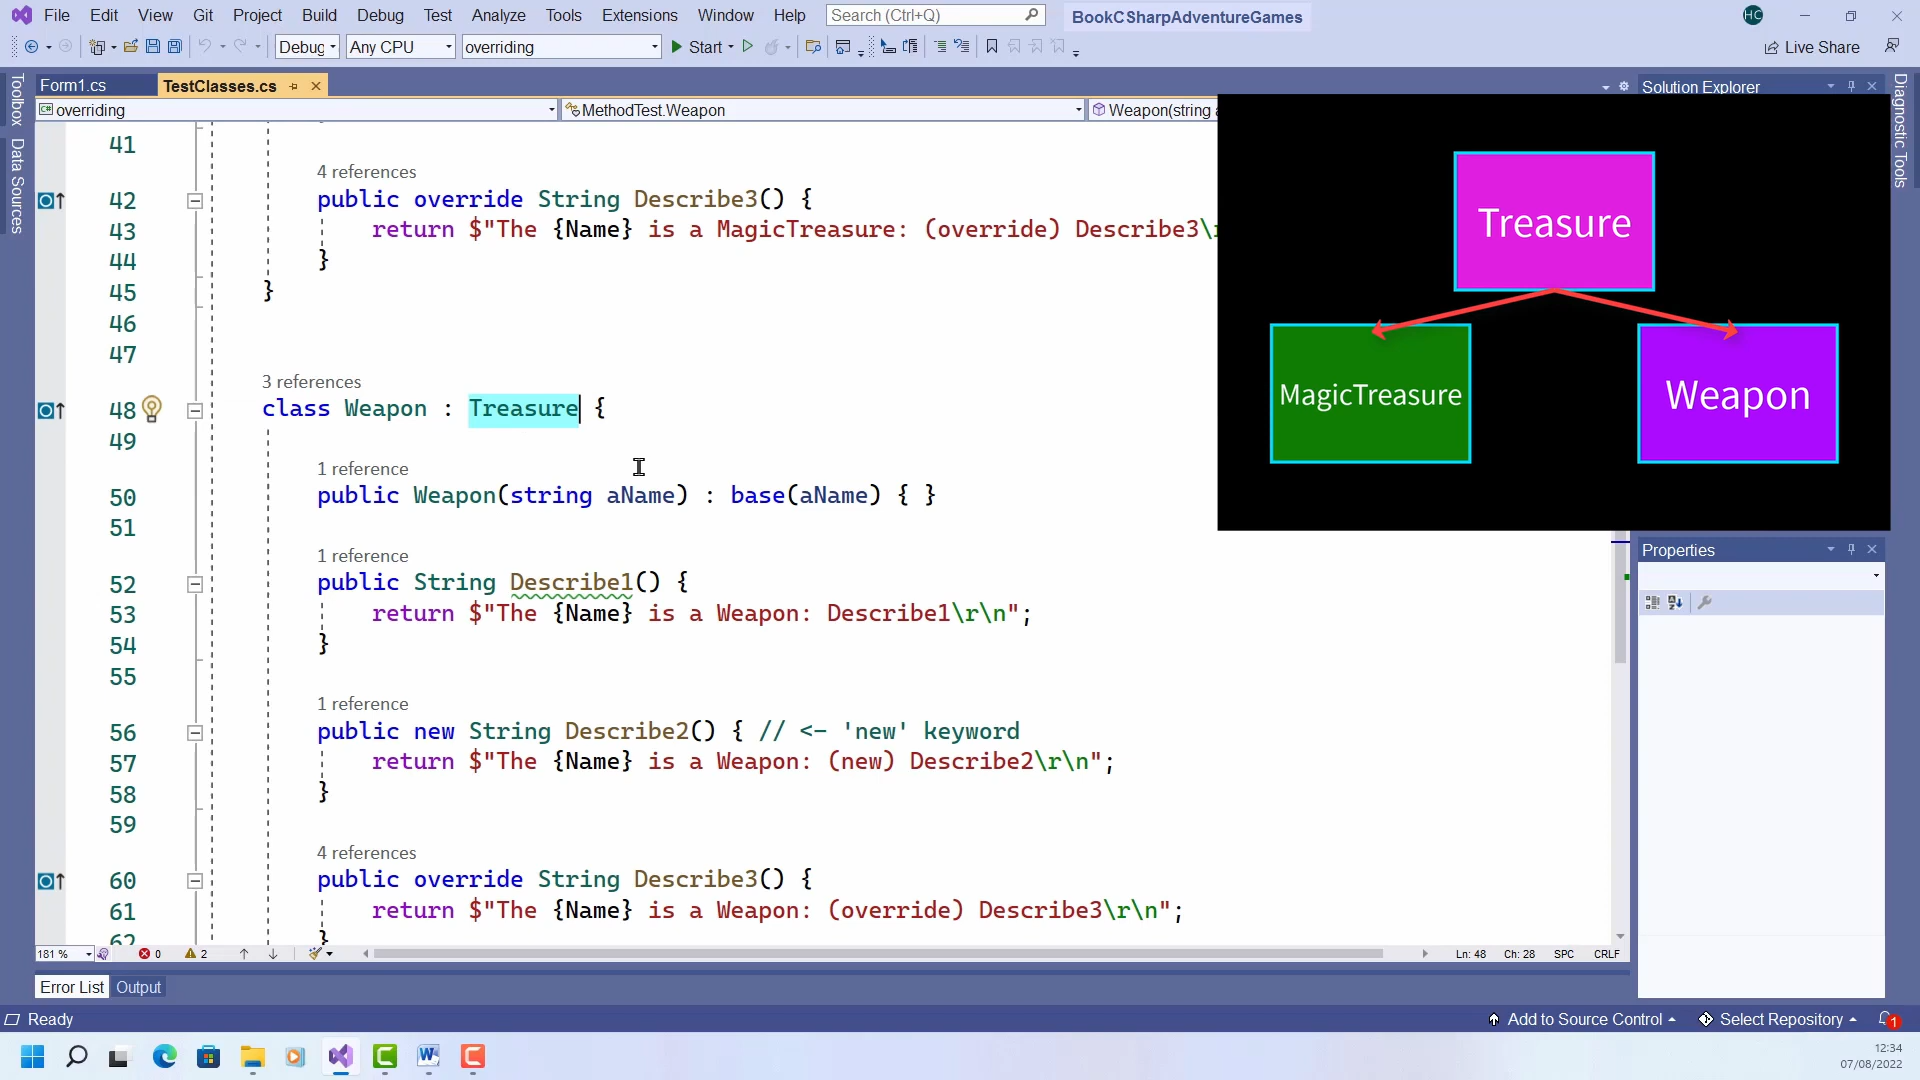 File Edit View Git Project Build Debug Test Analyze Tools Extensions Window Help Search (Ctrl+Q) BookCSharpAdventureGames HC
Debug Any CPU overriding Start Live Share
Form1.cs TestClasses.cs Solution Explorer
overriding MethodTest.Weapon Weapon(string
Toolbox
Data Sources
Diagnostic Tools
41
4 references
42 public override String Describe3() {
43 return $"The {Name} is a MagicTreasure: (override) Describe3\
44 }
45 }
46
47
3 references
48 class Weapon : Treasure {
49
1 reference
50 public Weapon(string aName) : base(aName) { }
51
1 reference
52 public String Describe1() {
53 return $"The {Name} is a Weapon: Describe1\r\n";
54 }
55
1 reference
56 public new String Describe2() { // <- 'new' keyword
57 return $"The {Name} is a Weapon: (new) Describe2\r\n";
58 }
59
4 references
60 public override String Describe3() {
61 return $"The {Name} is a Weapon: (override) Describe3\r\n";
62 }
Treasure
MagicTreasure Weapon
Properties
181 % 0 2 Ln: 48 Ch: 28 SPC CRLF
Error List Output
Ready Add to Source Control Select Repository 1
12:34
07/08/2022